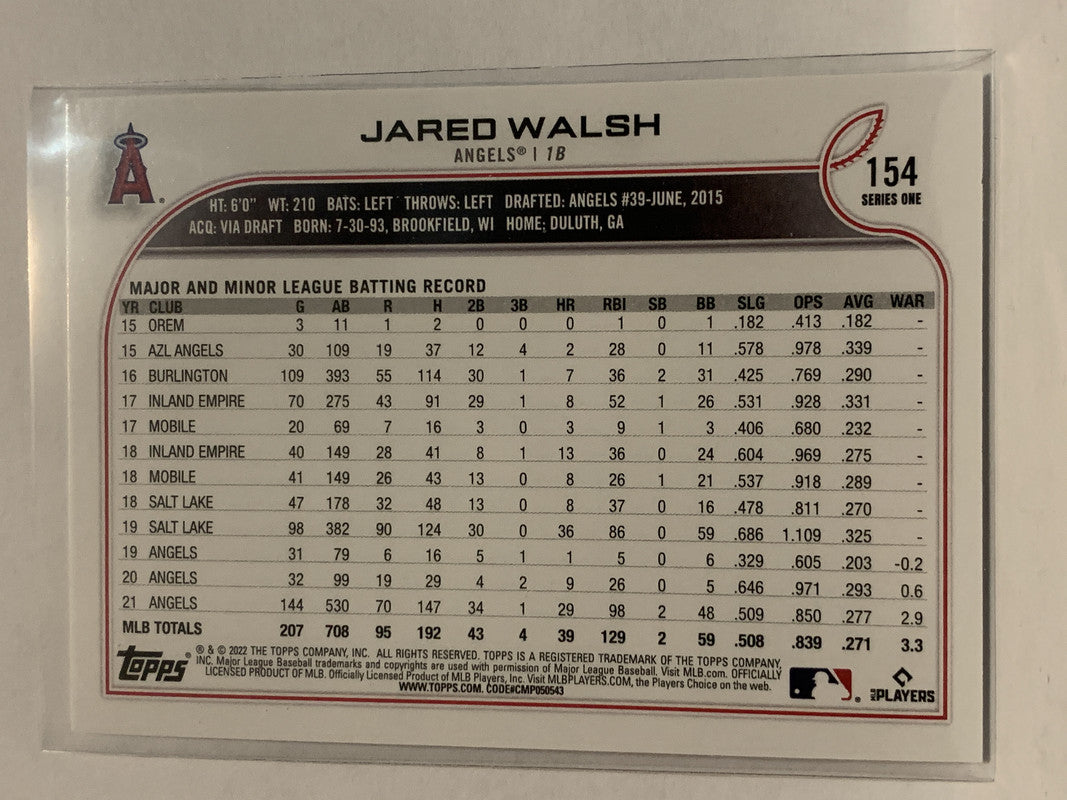 JARED WALSH
ANGELS® | 1B
A®
154
SERIES ONE
HT: 6'0" WT: 210 BATS: LEFT THROWS: LEFT DRAFTED: ANGELS #39-JUNE, 2015
ACQ: VIA DRAFT BORN: 7-30-93, BROOKFIELD, WI HOME: DULUTH, GA
MAJOR AND MINOR LEAGUE BATTING RECORD
YR CLUB G AB R H 2B 3B HR RBI SB BB SLG OPS AVG WAR
15 OREM 3 11 1 2 0 0 0 1 0 1 .182 .413 .182 -
15 AZL ANGELS 30 109 19 37 12 4 2 28 0 11 .578 .978 .339 -
16 BURLINGTON 109 393 55 114 30 1 7 36 2 31 .425 .769 .290 -
17 INLAND EMPIRE 70 275 43 91 29 1 8 52 1 26 .531 .928 .331 -
17 MOBILE 20 69 7 16 3 0 3 9 1 3 .406 .680 .232 -
18 INLAND EMPIRE 40 149 28 41 8 1 13 36 0 24 .604 .969 .275 -
18 MOBILE 41 149 26 43 13 0 8 26 1 21 .537 .918 .289 -
18 SALT LAKE 47 178 32 48 13 0 8 37 0 16 .478 .811 .270 -
19 SALT LAKE 98 382 90 124 30 0 36 86 0 59 .686 1.109 .325 -
19 ANGELS 31 79 6 16 5 1 1 5 0 6 .329 .605 .203 -0.2
20 ANGELS 32 99 19 29 4 2 9 26 0 5 .646 .971 .293 0.6
21 ANGELS 144 530 70 147 34 1 29 98 2 48 .509 .850 .277 2.9
MLB TOTALS 207 708 95 192 43 4 39 129 2 59 .508 .839 .271 3.3
TOPPS®
® & © 2022 THE TOPPS COMPANY, INC. ALL RIGHTS RESERVED. TOPPS IS A REGISTERED TRADEMARK OF THE TOPPS COMPANY,
INC. Major League Baseball trademarks and copyrights are used with permission of Major League Baseball. Visit MLB.com. OFFICIALLY
LICENSED PRODUCT OF MLB. Officially Licensed Product of MLB Players, Inc. Visit MLBPLAYERS.COM, the Players Choice on the web.
WWW.TOPPS.COM. CODE#CMP050543
MLB PLAYERS